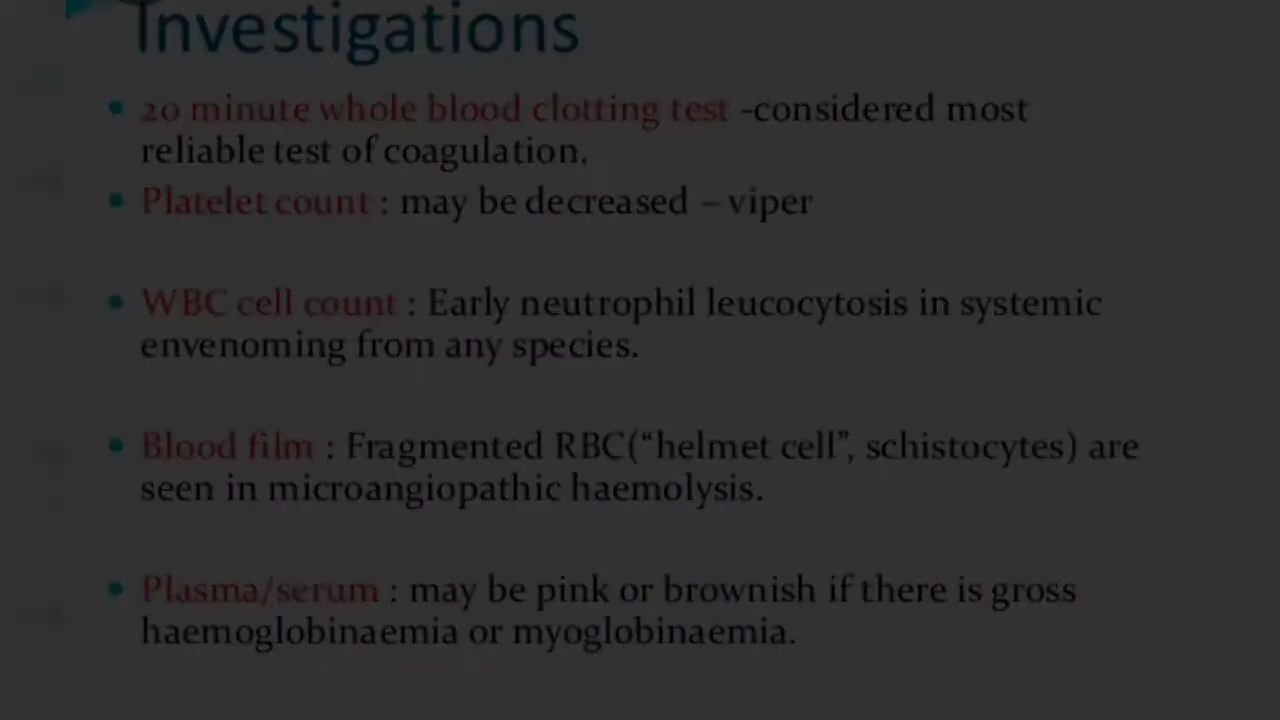 Investigations
• 20 minute whole blood clotting test -considered most
reliable test of coagulation.
• Platelet count : may be decreased – viper
• WBC cell count : Early neutrophil leucocytosis in systemic
envenoming from any species.
• Blood film : Fragmented RBC(“helmet cell”, schistocytes) are
seen in microangiopathic haemolysis.
• Plasma/serum : may be pink or brownish if there is gross
haemoglobinaemia or myoglobinaemia.